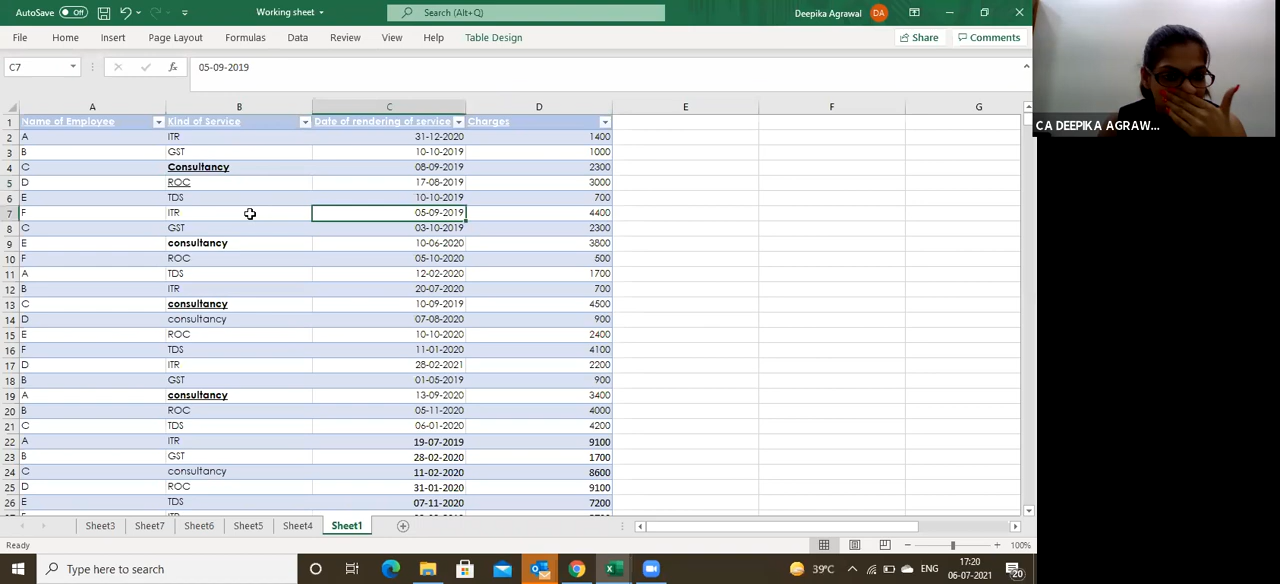 AutoSave Off Working sheet Search (Alt+Q) Deepika Agrawal DA
File Home Insert Page Layout Formulas Data Review View Help Table Design Share Comments
C7 fx 05-09-2019
A B C D E F G
1 Name of Employee Kind of Service Date of rendering of service Charges
2 A ITR 31-12-2020 1400
3 B GST 10-10-2019 1000
4 C Consultancy 08-09-2019 2300
5 D ROC 17-08-2019 3000
6 E TDS 10-10-2019 700
7 F ITR 05-09-2019 4400
8 C GST 03-10-2019 2300
9 E consultancy 10-06-2020 3800
10 F ROC 05-10-2019 500
11 A TDS 12-02-2020 1700
12 B ITR 20-07-2020 700
13 C consultancy 10-09-2019 4500
14 D consultancy 07-08-2020 900
15 E ROC 10-10-2020 2400
16 F TDS 11-01-2020 4100
17 D ITR 28-02-2021 2200
18 B GST 01-05-2019 900
19 A consultancy 13-09-2020 3400
20 B ROC 05-11-2020 4000
21 C TDS 06-01-2020 4200
22 A ITR 19-07-2019 9100
23 B GST 28-02-2020 1700
24 C consultancy 11-02-2020 8600
25 D ROC 31-01-2020 9100
26 E TDS 07-11-2020 7200
Sheet3 Sheet7 Sheet6 Sheet5 Sheet4 Sheet1
Ready 100%
Type here to search 39°C ENG 17:20
06-07-2021 20
CA DEEPIKA AGRAW...